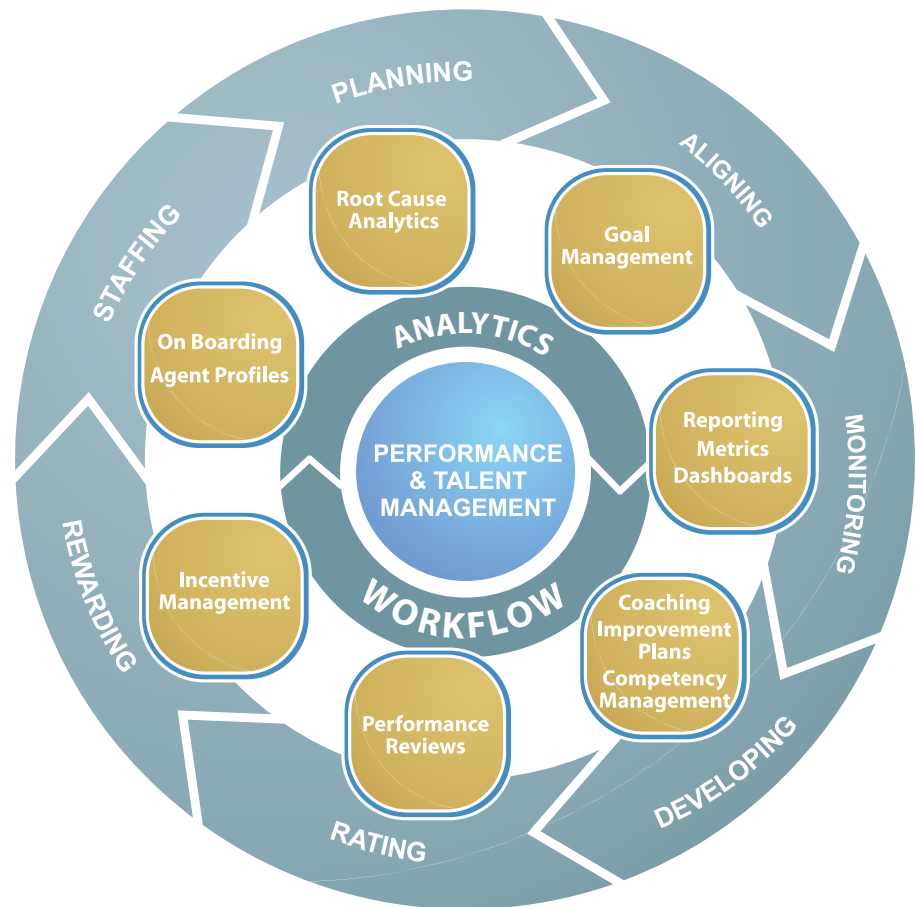 PLANNING
ALIGNING
MONITORING
DEVELOPING
RATING
REWARDING
STAFFING
Root Cause
Analytics
Goal
Management
Reporting
Metrics
Dashboards
Coaching
Improvement
Plans
Competency
Management
Performance
Reviews
Incentive
Management
On Boarding
Agent Profiles
ANALYTICS
WORKFLOW
PERFORMANCE
& TALENT
MANAGEMENT